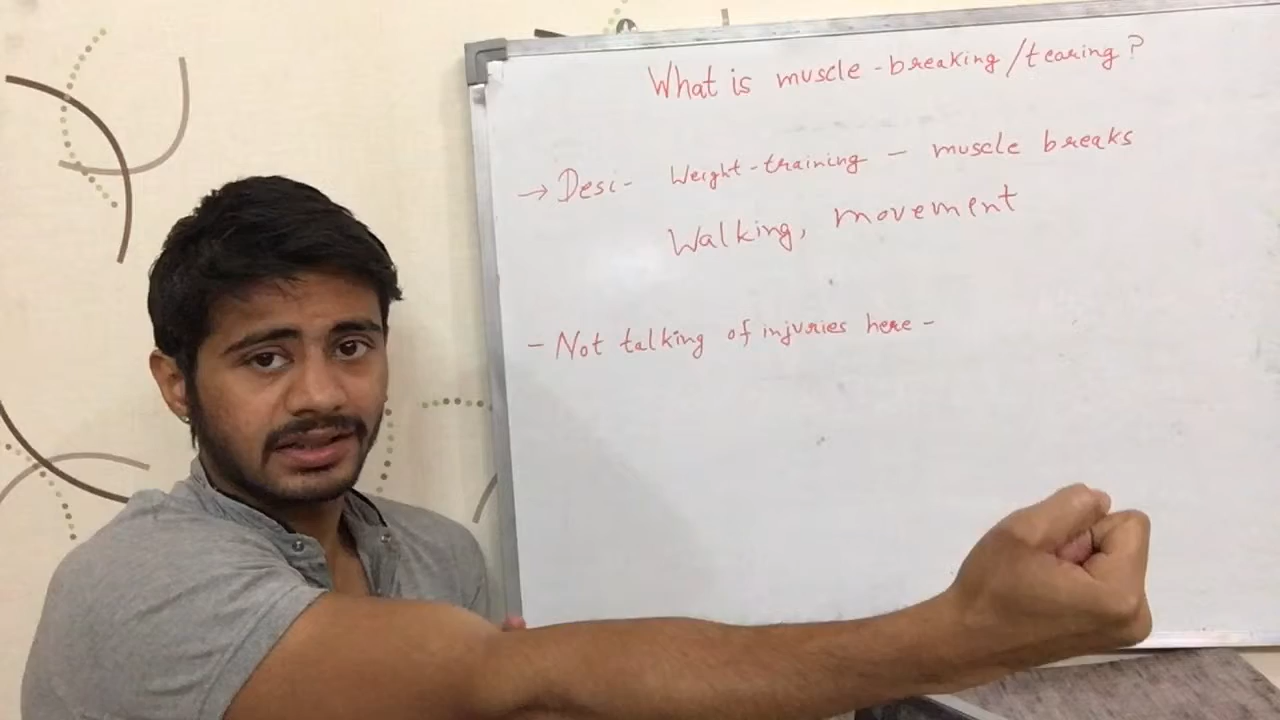 What is muscle-breaking/tearing?
→ Desi- Weight-training - muscle breaks
Walking, movement
- Not talking of injuries here -